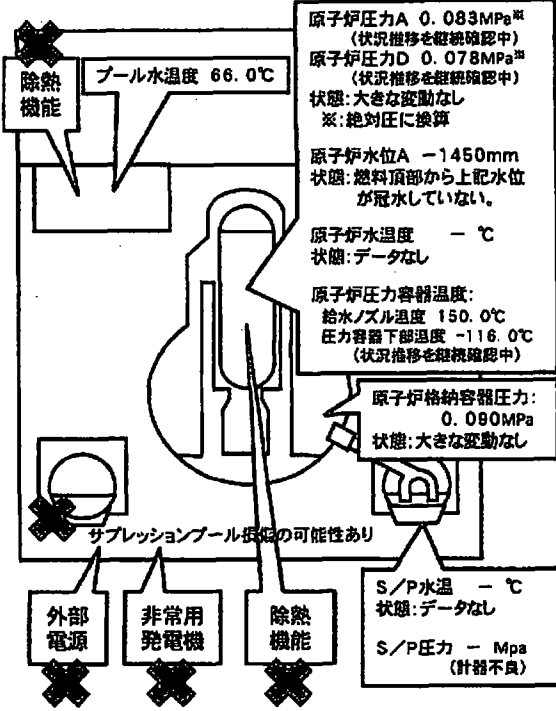 除熱
機能
プール水温度 66.0℃
原子炉圧力A 0.083MPa※
(状況推移を継続確認中)
原子炉圧力D 0.078MPa※
(状況推移を継続確認中)
状態:大きな変動なし
※:絶対圧に換算
原子炉水位A −1450mm
状態:燃料頂部から上記水位
が冠水していない。
原子炉水温度 − ℃
状態:データなし
原子炉圧力容器温度:
給水ノズル温度 150.0℃
圧力容器下部温度 -116.0℃
(状況推移を継続確認中)
原子炉格納容器圧力:
0.090MPa
状態:大きな変動なし
サプレッションプール損傷の可能性あり
外部
電源
非常用
発電機
除熱
機能
S/P水温 − ℃
状態:データなし
S/P圧力 − Mpa
(計器不良)